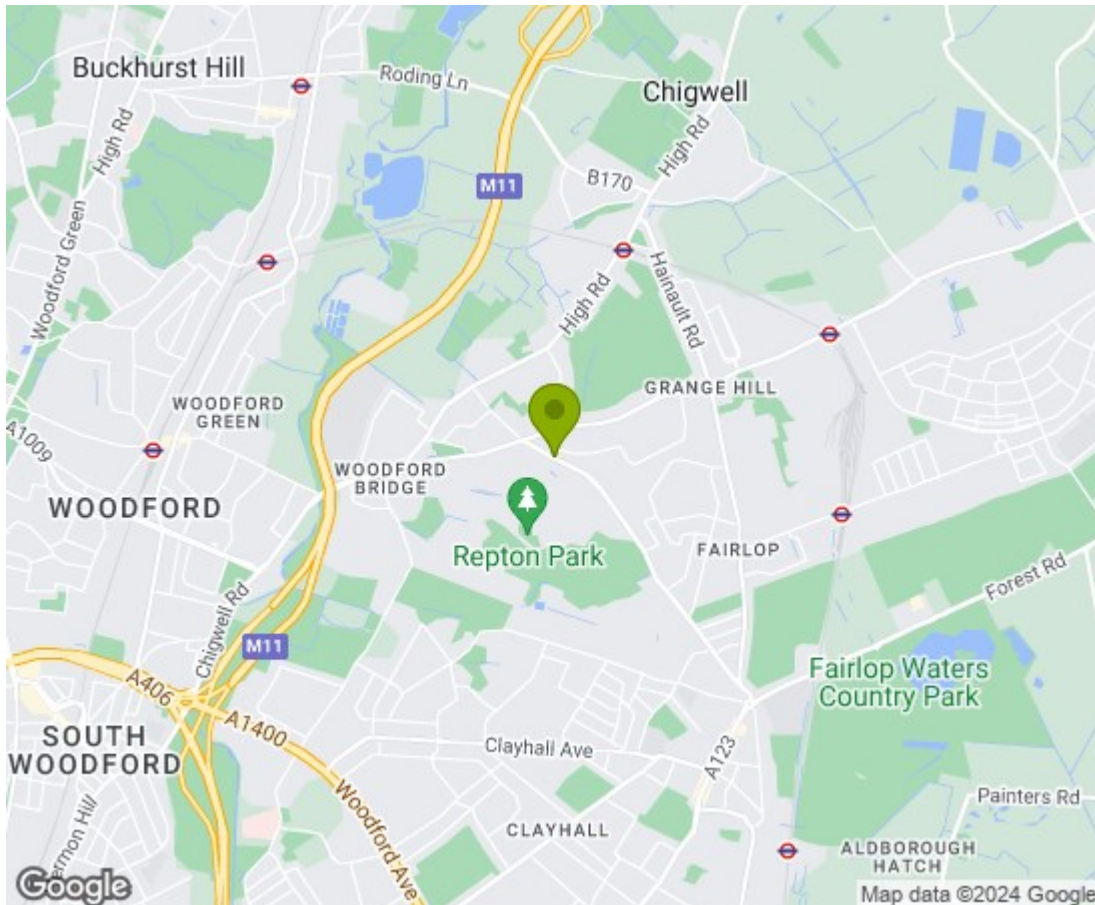 Buckhurst Hill
Roding Ln
Chigwell
High Rd
High Rd
M11
B170
Woodford Green
Hainault Rd
High Rd
GRANGE HILL
WOODFORD
GREEN
A1009
WOODFORD
BRIDGE
WOODFORD
Repton Park
FAIRLOP
Forest Rd
Chigwell Rd
M11
Fairlop Waters
Country Park
A406
A1400
SOUTH
WOODFORD
Clayhall Ave
A123
Woodford Ave
Painters Rd
CLAYHALL
ALDBOROUGH
HATCH
Google
Map data ©2024 Google